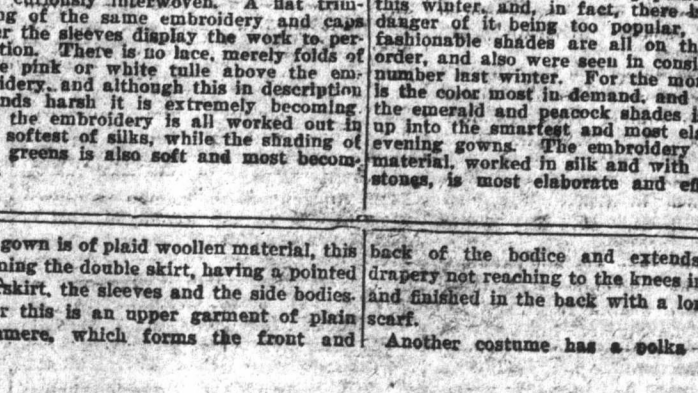 curiously interwoven. A flat trim-
ng of the same embroidery and caps
er the sleeves display the work to per-
tion. There is no lace, merely folds of
e pink or white tulle above the em-
idery, and although this in description
nds harsh it is extremely becoming.
the embroidery is all worked out in
softest of silks, while the shading of
greens is also soft and most becom-
this winter, and, in fact, there
danger of it being too popular,
fashionable shades are all on th
order, and also were seen in consi
number last winter. For the mo
is the color most in demand, and
the emerald and peacock shades
up into the smartest and most el
evening gowns. The embroidery
material, worked in silk and with
stones, is most elaborate and ef
gown is of plaid woollen material, this
ning the double skirt, having a pointed
skirt, the sleeves and the side bodies.
r this is an upper garment of plain
mere, which forms the front and
back of the bodice and extends
drapery not reaching to the knees i
and finished in the back with a lo
scarf.
Another costume has a polka